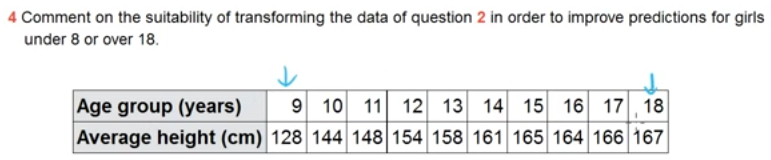 4 Comment on the suitability of transforming the data of question 2 in order to improve predictions for girls
under 8 or over 18.
Age group (years) 9 10 11 12 13 14 15 16 17 18
Average height (cm) 128 144 148 154 158 161 165 164 166 167